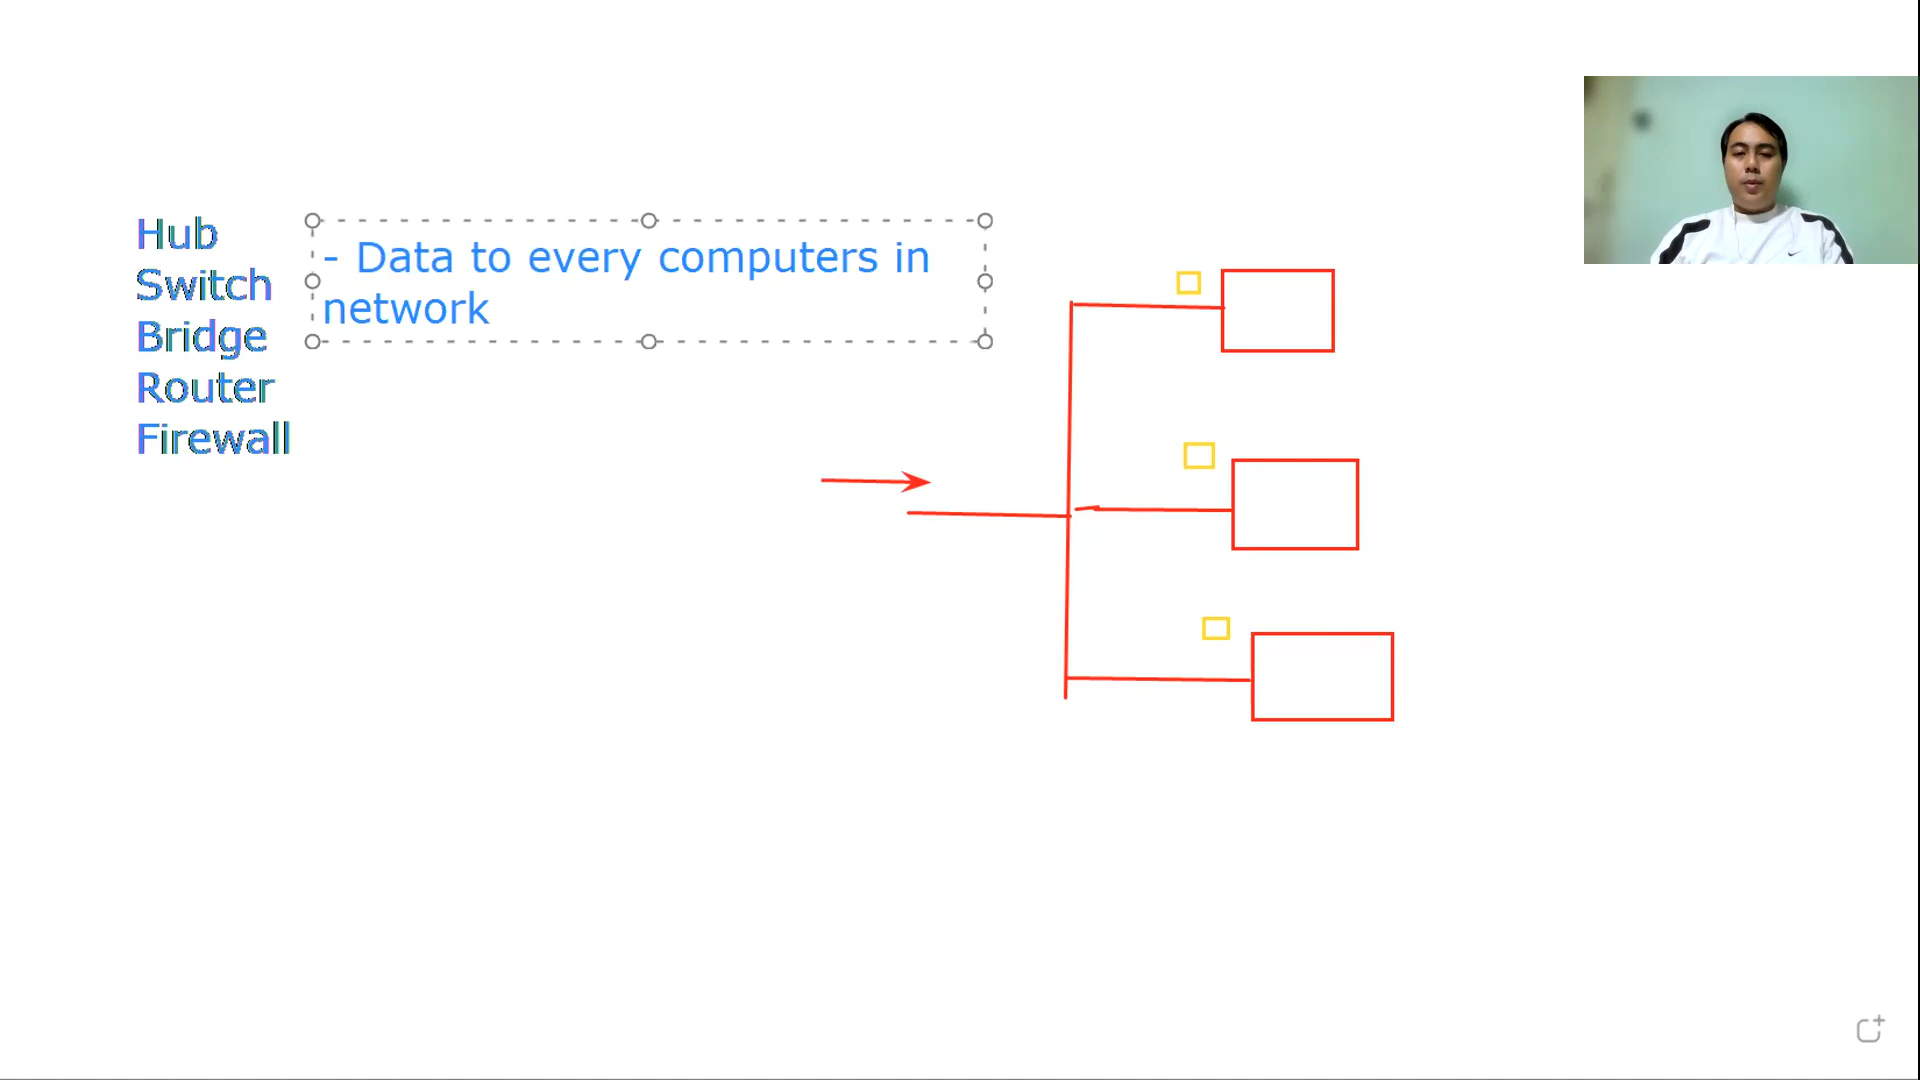 Hub
Switch
Bridge
Router
Firewall
- Data to every computers in
network